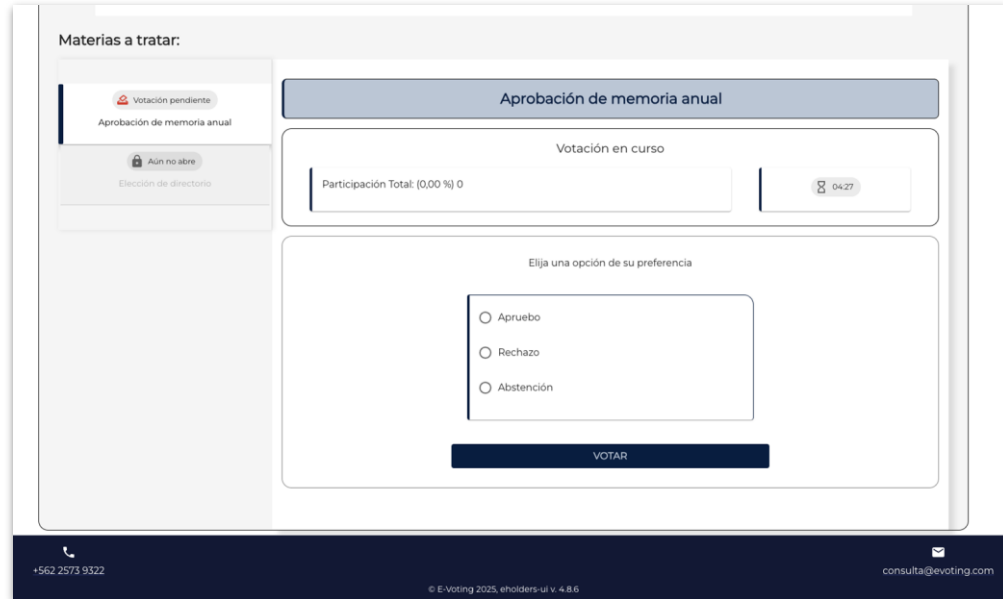 Materias a tratar:
Votación pendiente
Aprobación de memoria anual
Aún no abre
Elección de directorio
Aprobación de memoria anual
Votación en curso
Participación Total: (0,00 %) 0
04:27
Elija una opción de su preferencia
Apruebo
Rechazo
Abstención
VOTAR
+562 2573 9322
consulta@evoting.com
© E-Voting 2025, eholders-ui v. 4.8.6